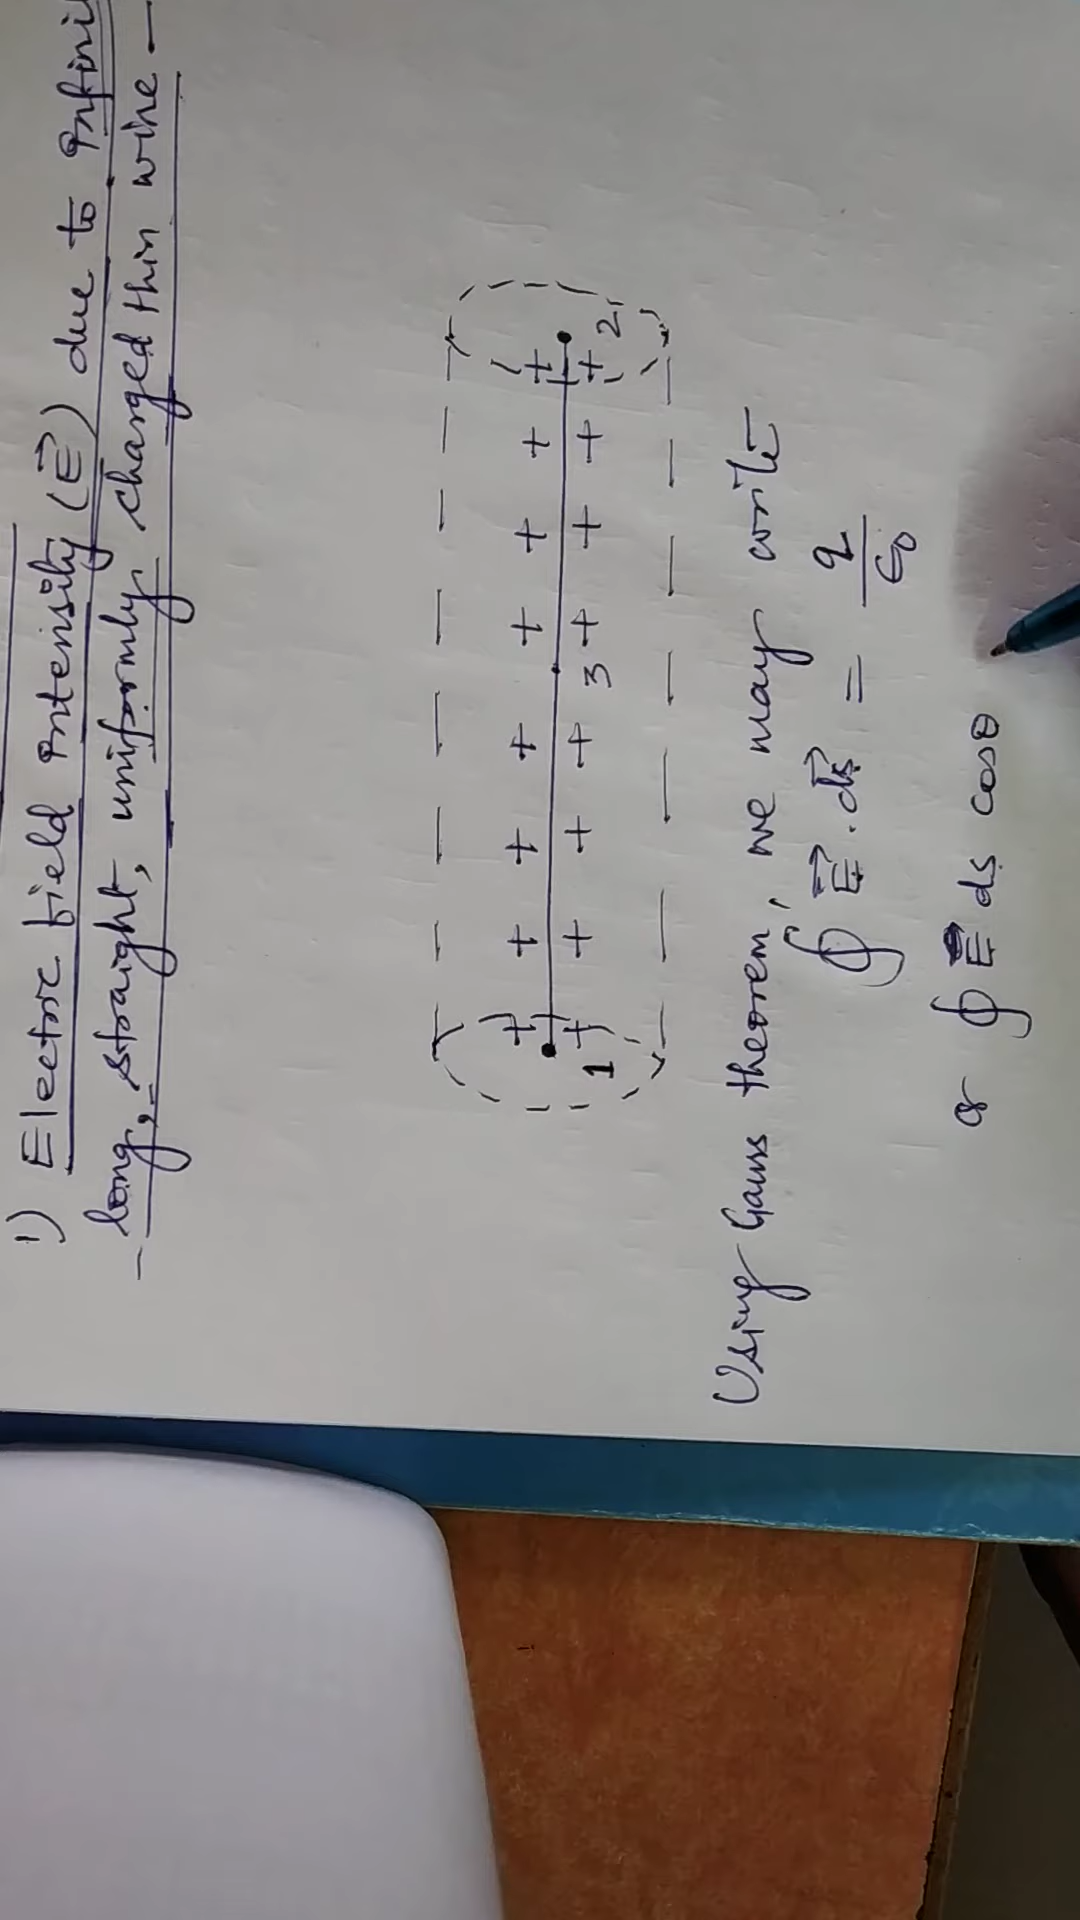 1) Electric field intensity (E⃗) due to infini
- long, straight, uniformly charged thin wire -
+ + + + + + + +
1 3 2
+ + + + + + + +
Using Gauss theorem, we may write
∮ E⃗ . ds⃗ = q/ε₀
or ∮ E ds cosθ